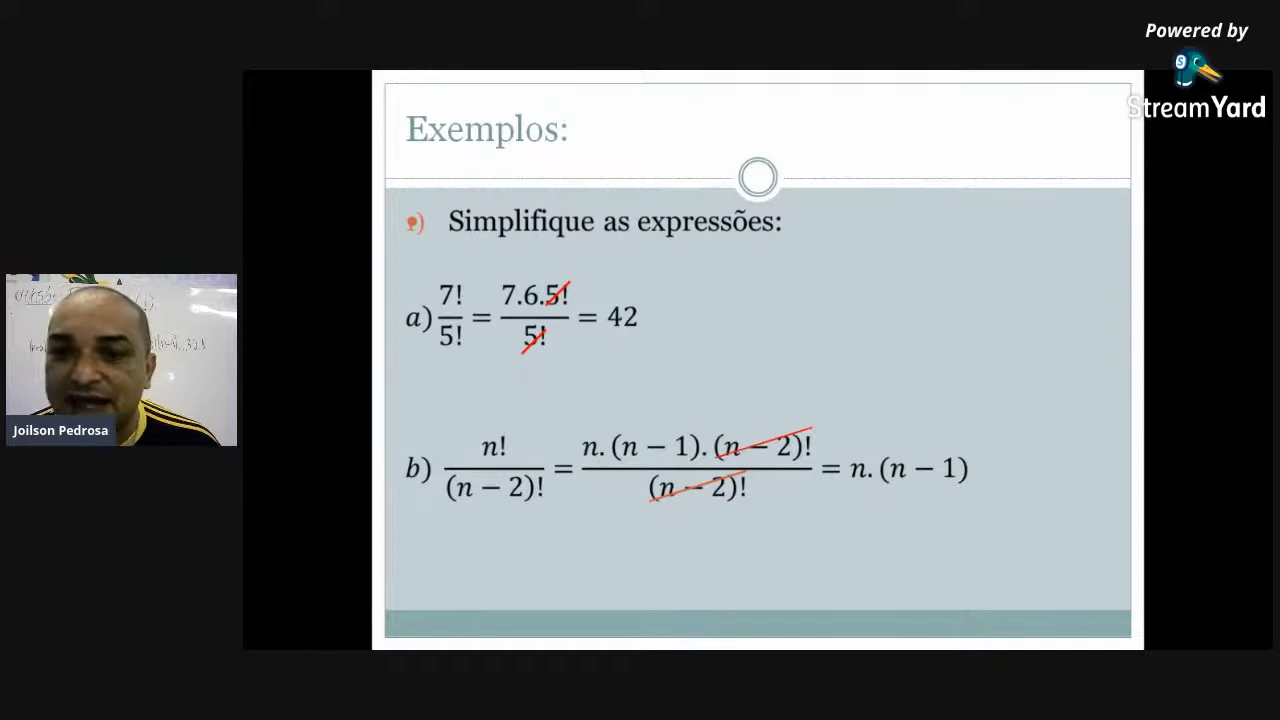 Powered by
StreamYard
Exemplos:
Simplifique as expressões:
a) 7!/5! = 7.6.5!/5! = 42
b) n!/(n − 2)! = n.(n − 1).(n − 2)!/(n − 2)! = n.(n − 1)
Joilson Pedrosa